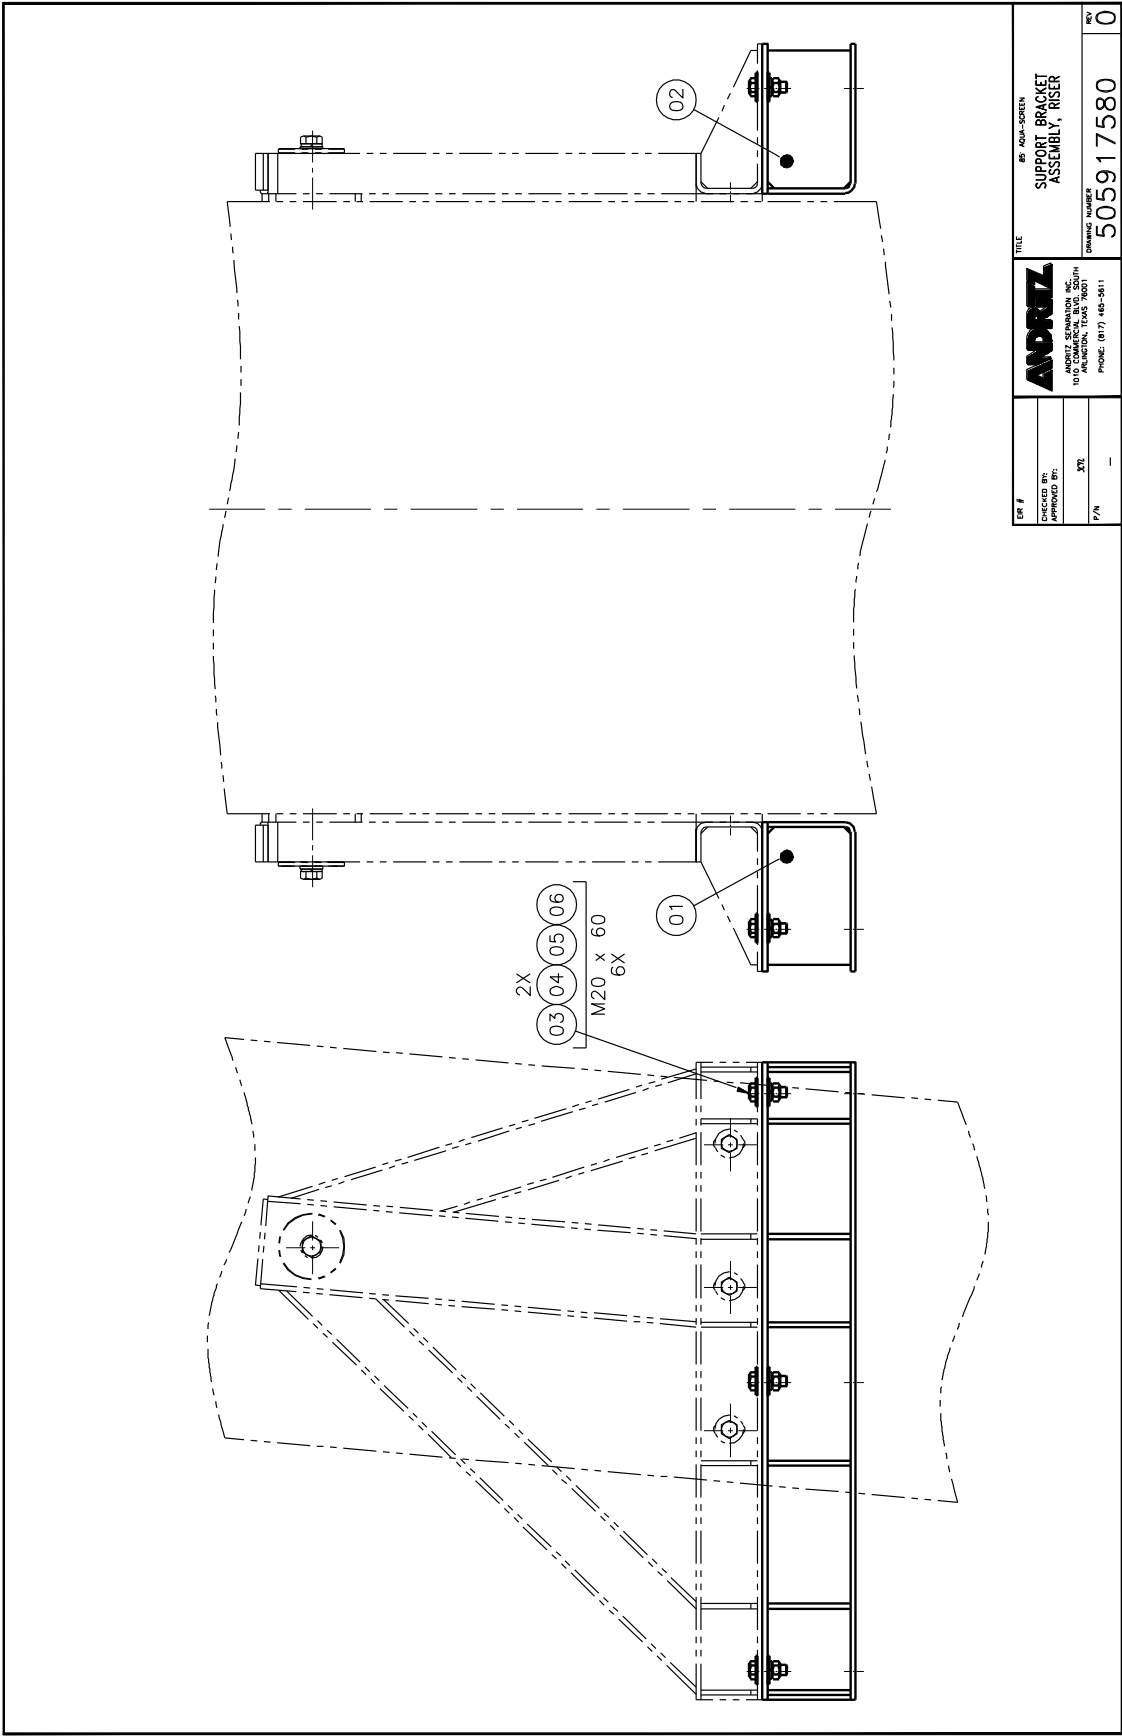 02
01
2X
03 04 05 06
M20 x 60
6X
EIR #
CHECKED BY:
APPROVED BY:
P/N
–
ANDRITZ
ANDRITZ SEPARATION INC.
1010 COMMERCIAL BLVD. SOUTH
ARLINGTON, TEXAS 76001
PHONE: (817) 465-5611
TITLE
85 AQUA-SCREEN
SUPPORT BRACKET
ASSEMBLY, RISER
DRAWING NUMBER
505917580
REV
0